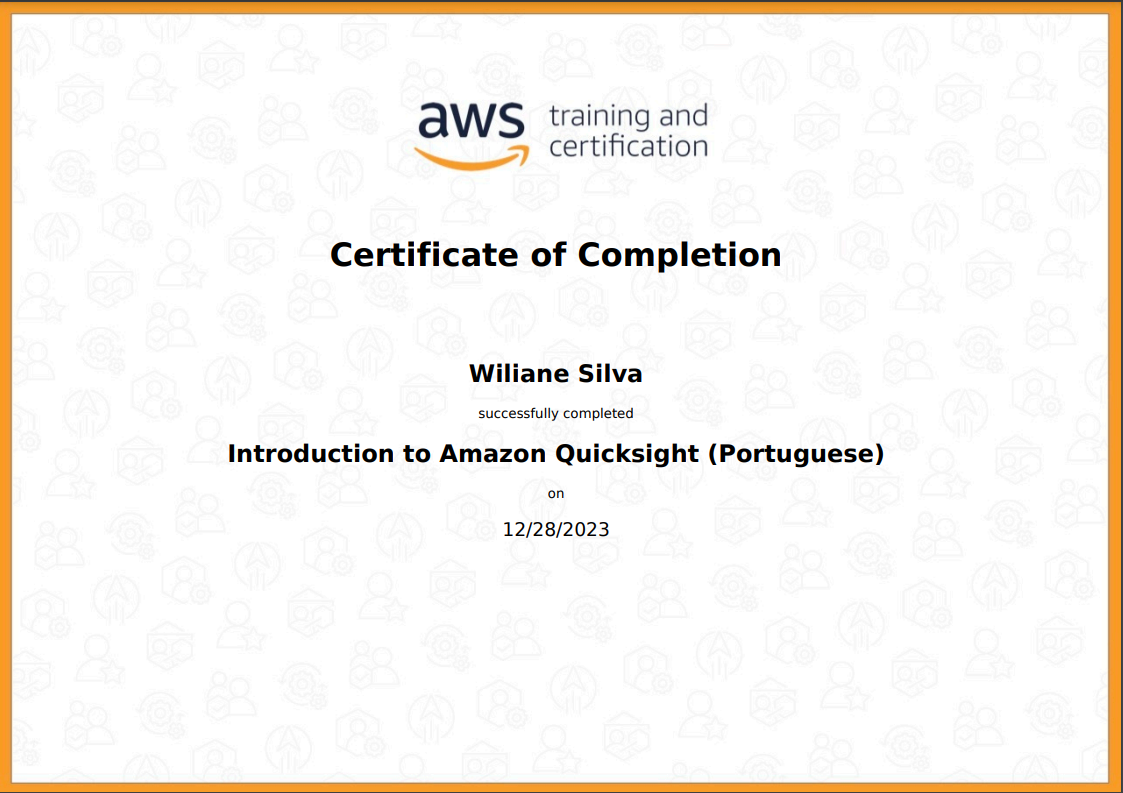 aws training and
certification
Certificate of Completion
Wiliane Silva
successfully completed
Introduction to Amazon Quicksight (Portuguese)
on
12/28/2023